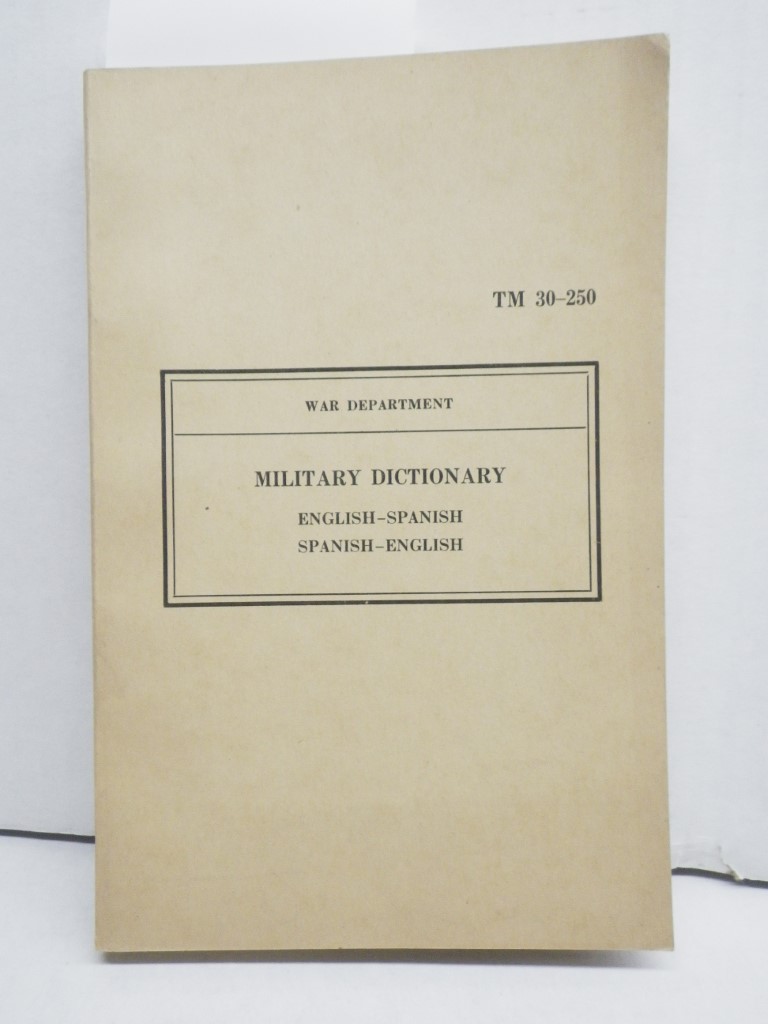 TM 30–250
WAR DEPARTMENT
MILITARY DICTIONARY
ENGLISH–SPANISH
SPANISH–ENGLISH